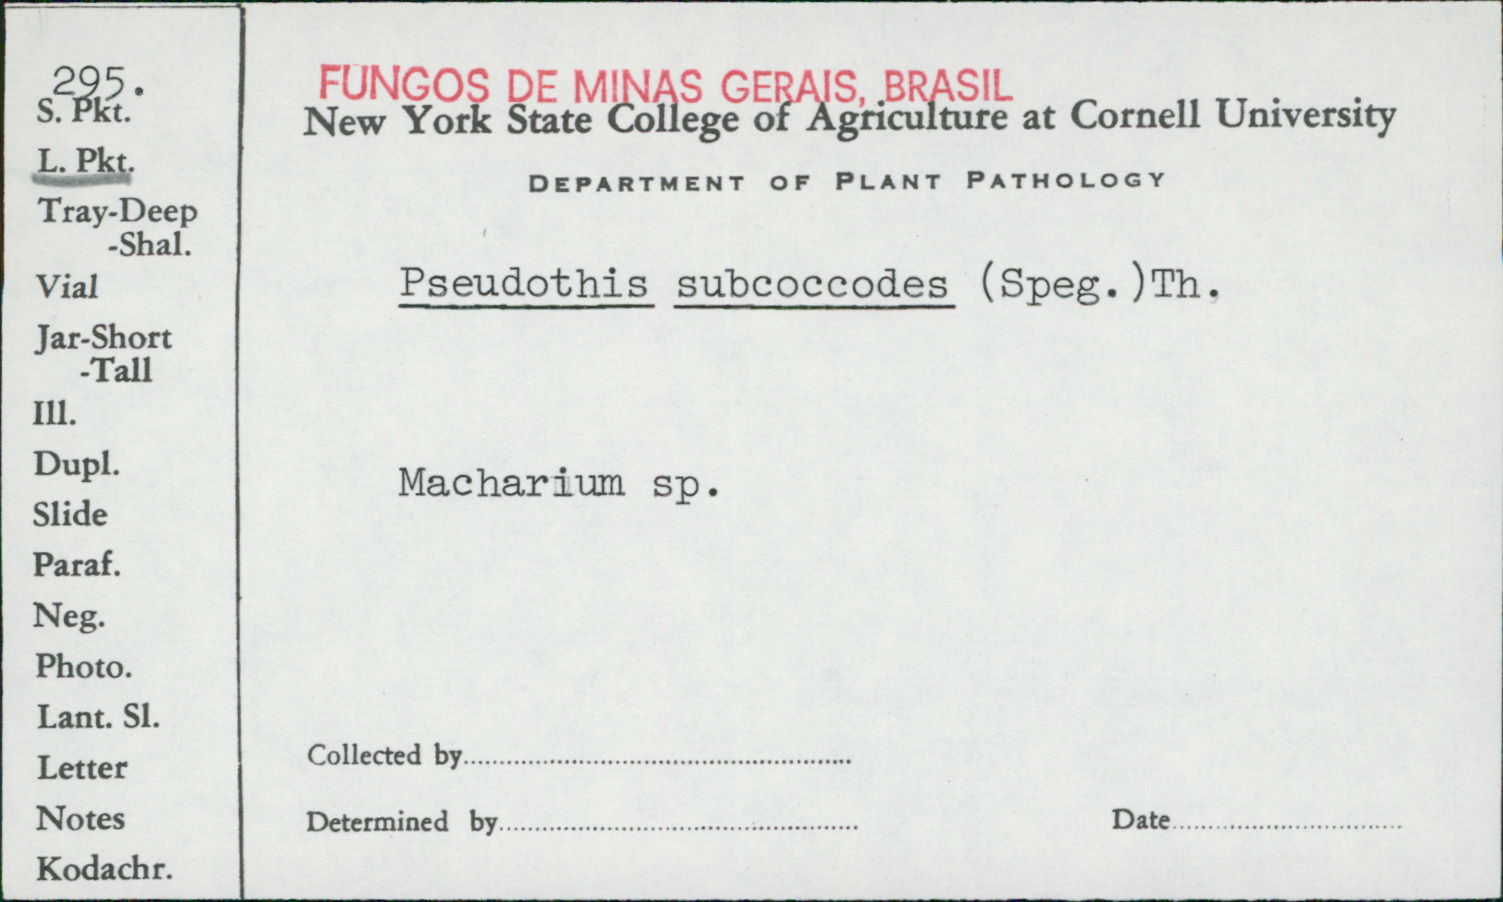 295.
S. Pkt.
L. Pkt.
Tray-Deep
-Shal.
Vial
Jar-Short
-Tall
Ill.
Dupl.
Slide
Paraf.
Neg.
Photo.
Lant. Sl.
Letter
Notes
Kodachr.
FUNGOS DE MINAS GERAIS, BRASIL
New York State College of Agriculture at Cornell University
DEPARTMENT OF PLANT PATHOLOGY
Pseudothis subcoccodes (Speg.)Th.
Macharium sp.
Collected by
Determined by
Date